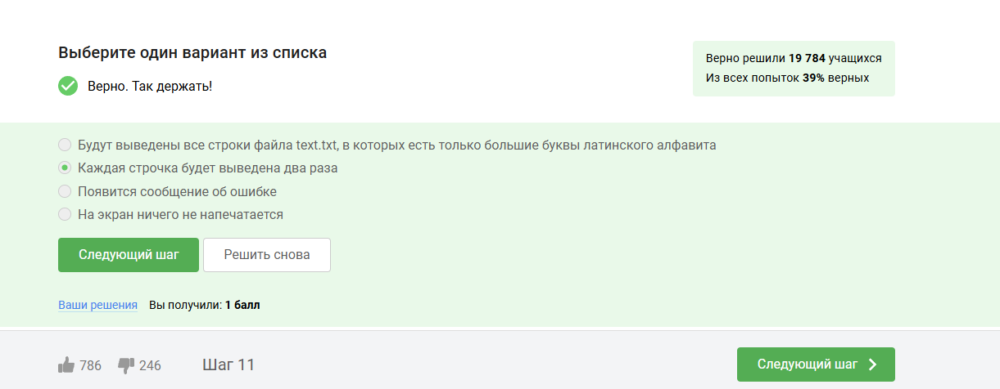 Выберите один вариант из списка
Верно. Так держать!
Верно решили 19 784 учащихся
Из всех попыток 39% верных
Будут выведены все строки файла text.txt, в которых есть только большие буквы латинского алфавита
Каждая строчка будет выведена два раза
Появится сообщение об ошибке
На экран ничего не напечатается
Следующий шаг
Решить снова
Ваши решения
Вы получили: 1 балл
786
246
Шаг 11
Следующий шаг